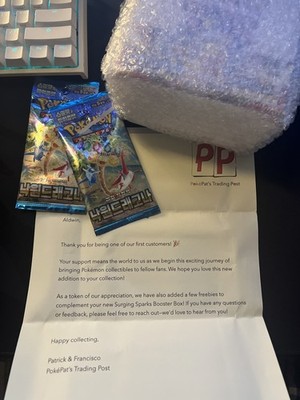 POKéMON
PP
PokéPat's Trading Post
Aldwin,
Thank you for being one of our first customers! 🎉
Your support means the world to us as we begin this exciting journey of
bringing Pokémon collectibles to fellow fans. We hope you love this new
addition to your collection!
As a token of our appreciation, we have also added a few freebies to
complement your new Surging Sparks Booster Box! If you have any questions
or feedback, please feel free to reach out–we'd love to hear from you!
Happy collecting,
Patrick & Francisco
PokéPat's Trading Post